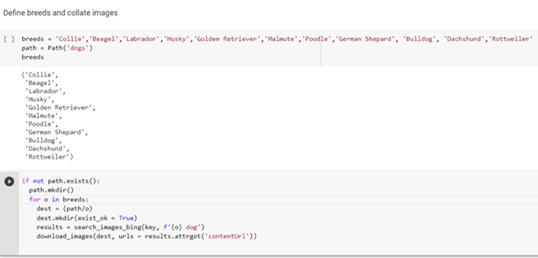 Define breeds and collate images
[ ] breeds = 'Collie','Beagel','Labrador','Husky','Golden Retriever','Malmute','Poodle','German Shepard', 'Bulldog', 'Dachshund','Rottweiler'
path = Path('dogs')
breeds
('Collie',
'Beagel',
'Labrador',
'Husky',
'Golden Retriever',
'Malmute',
'Poodle',
'German Shepard',
'Bulldog',
'Dachshund',
'Rottweiler')
if not path.exists():
path.mkdir()
for o in breeds:
dest = (path/o)
dest.mkdir(exist_ok = True)
results = search_images_bing(key, f'{o} dog')
download_images(dest, urls = results.attrgot('contentUrl'))